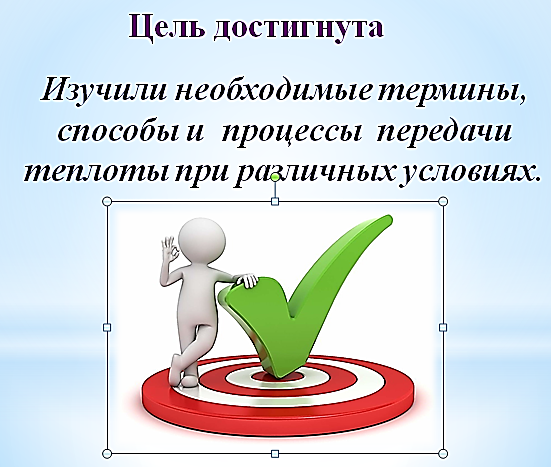 Цель достигнута
Изучили необходимые термины,
способы и процессы передачи
теплоты при различных условиях.